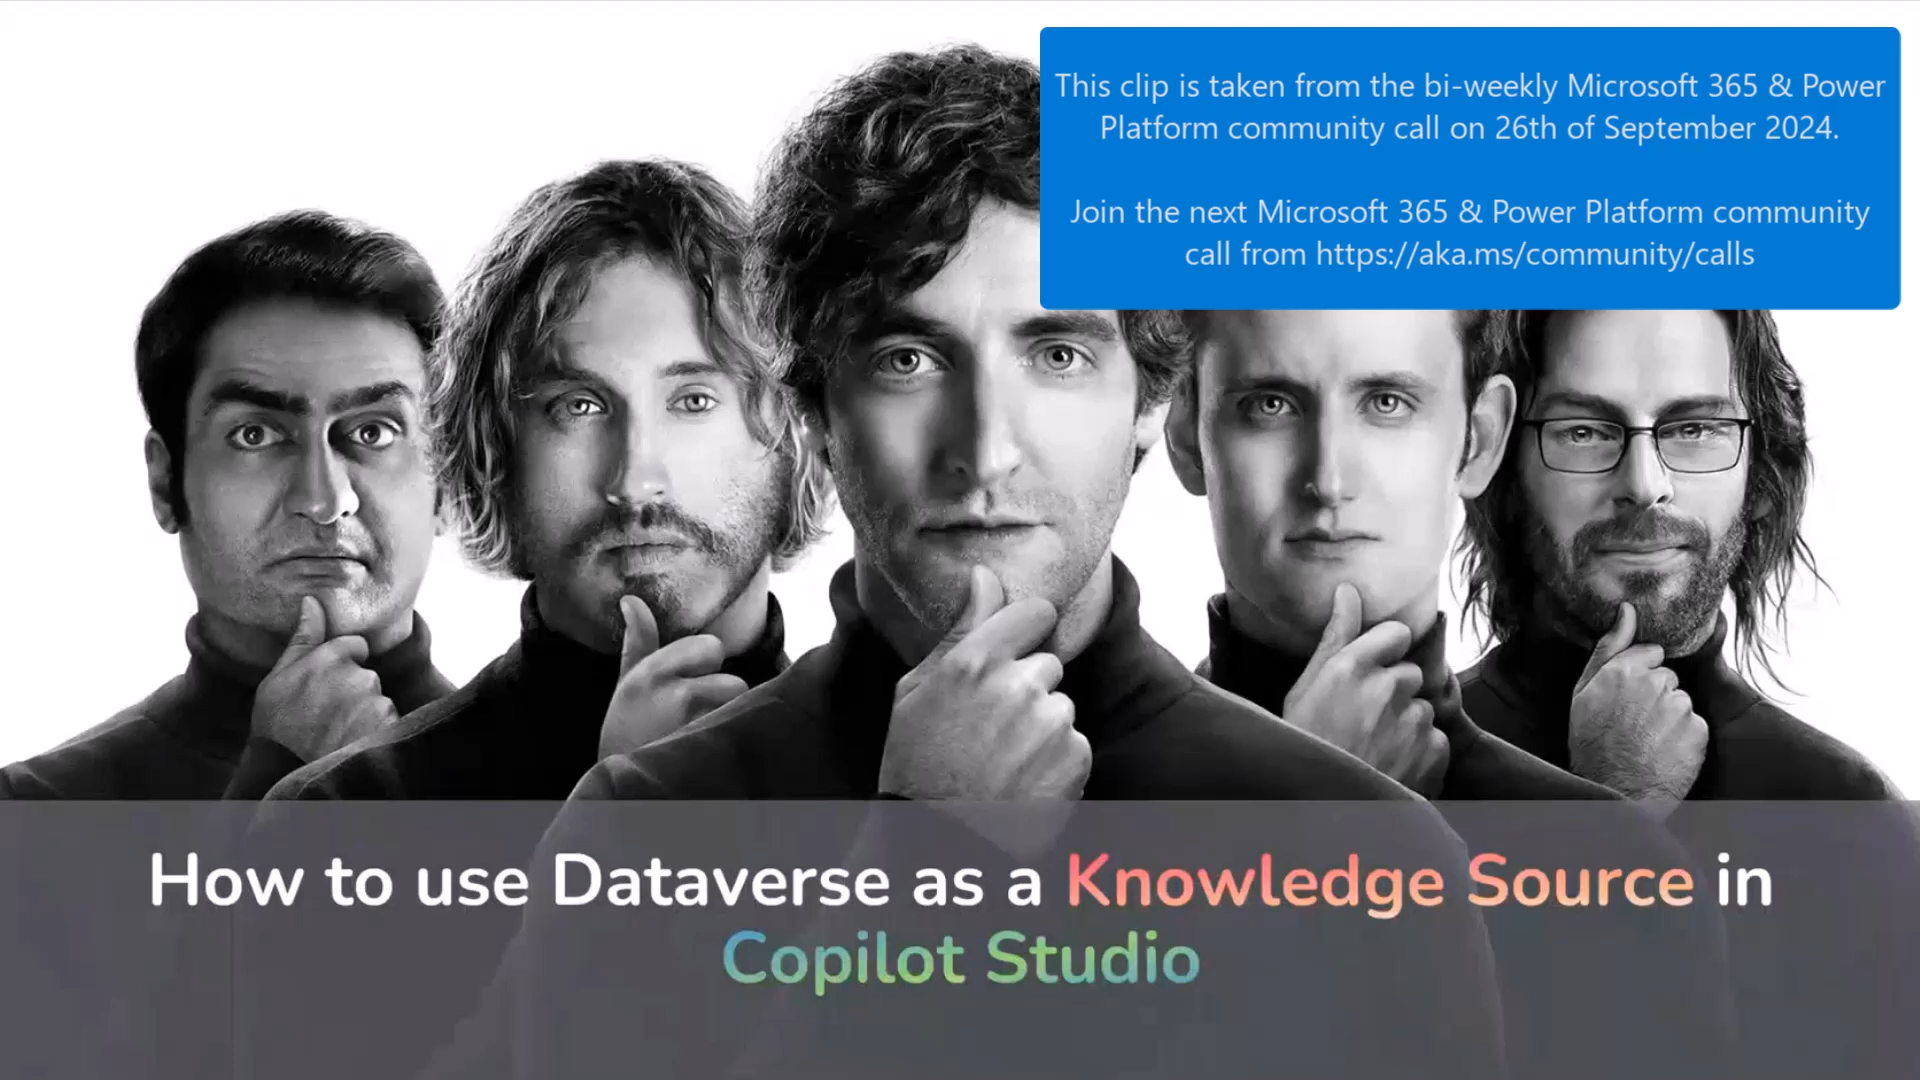 This clip is taken from the bi-weekly Microsoft 365 & Power
Platform community call on 26th of September 2024.
Join the next Microsoft 365 & Power Platform community
call from https://aka.ms/community/calls
How to use Dataverse as a Knowledge Source in
Copilot Studio